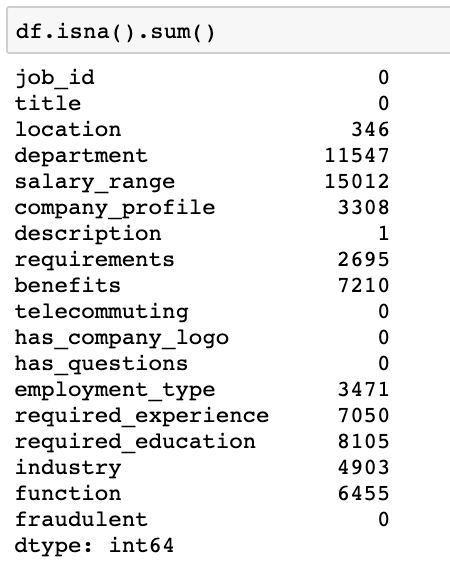 df.isna().sum()
job_id 0
title 0
location 346
department 11547
salary_range 15012
company_profile 3308
description 1
requirements 2695
benefits 7210
telecommuting 0
has_company_logo 0
has_questions 0
employment_type 3471
required_experience 7050
required_education 8105
industry 4903
function 6455
fraudulent 0
dtype: int64